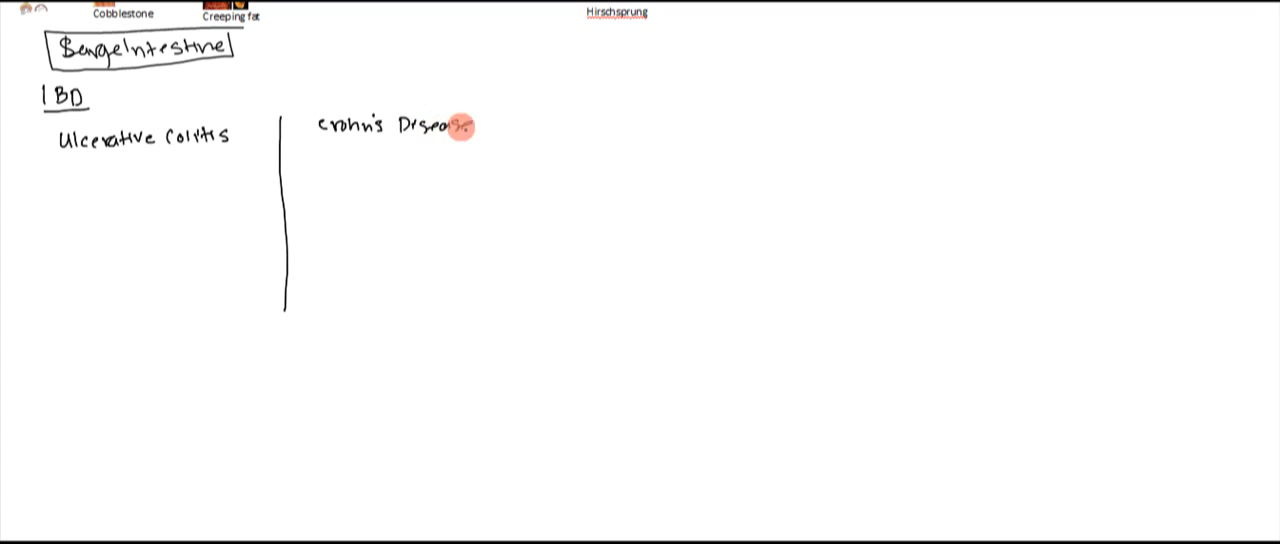 Cobblestone
Creeping fat
Hirschsprung
Large Intestine
IBD
Ulcerative Colitis
Crohn's Disease